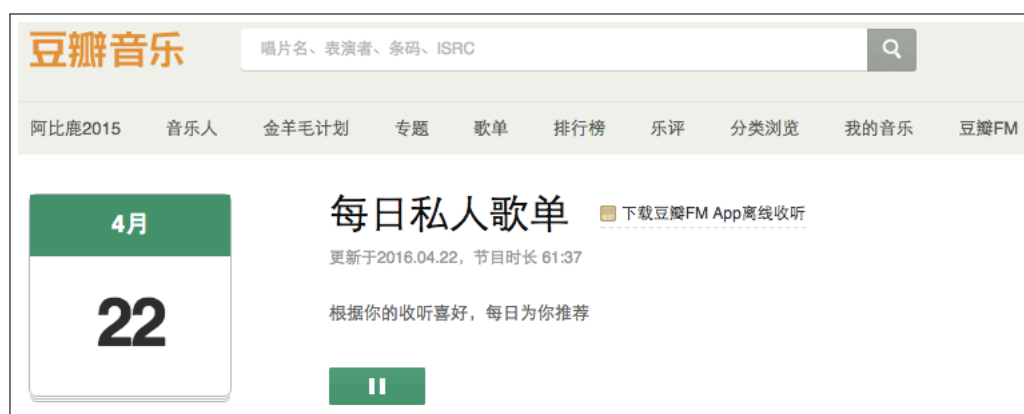 豆瓣音乐
唱片名、表演者、条码、ISRC
阿比鹿2015 音乐人 金羊毛计划 专题 歌单 排行榜 乐评 分类浏览 我的音乐 豆瓣FM
4月
22
每日私人歌单 下载豆瓣FM App离线收听
更新于2016.04.22，节目时长 61:37
根据你的收听喜好，每日为你推荐